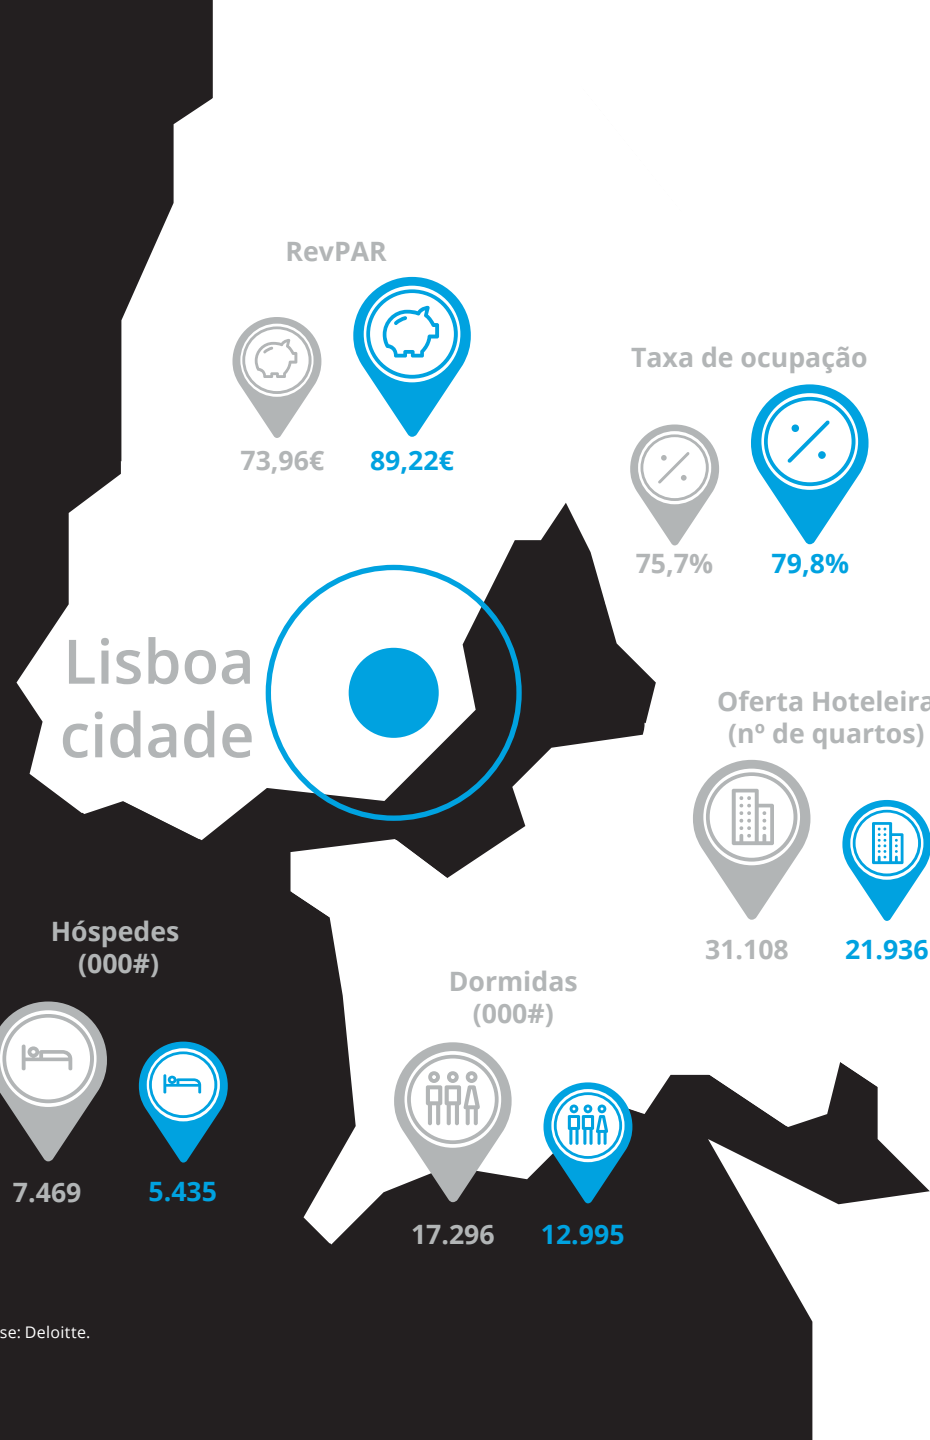 RevPAR
73,96€ 89,22€
Taxa de ocupação
75,7% 79,8%
Lisboa
cidade
Oferta Hoteleira
(nº de quartos)
31.108 21.936
Hóspedes
(000#)
7.469 5.435
Dormidas
(000#)
17.296 12.995
se: Deloitte.